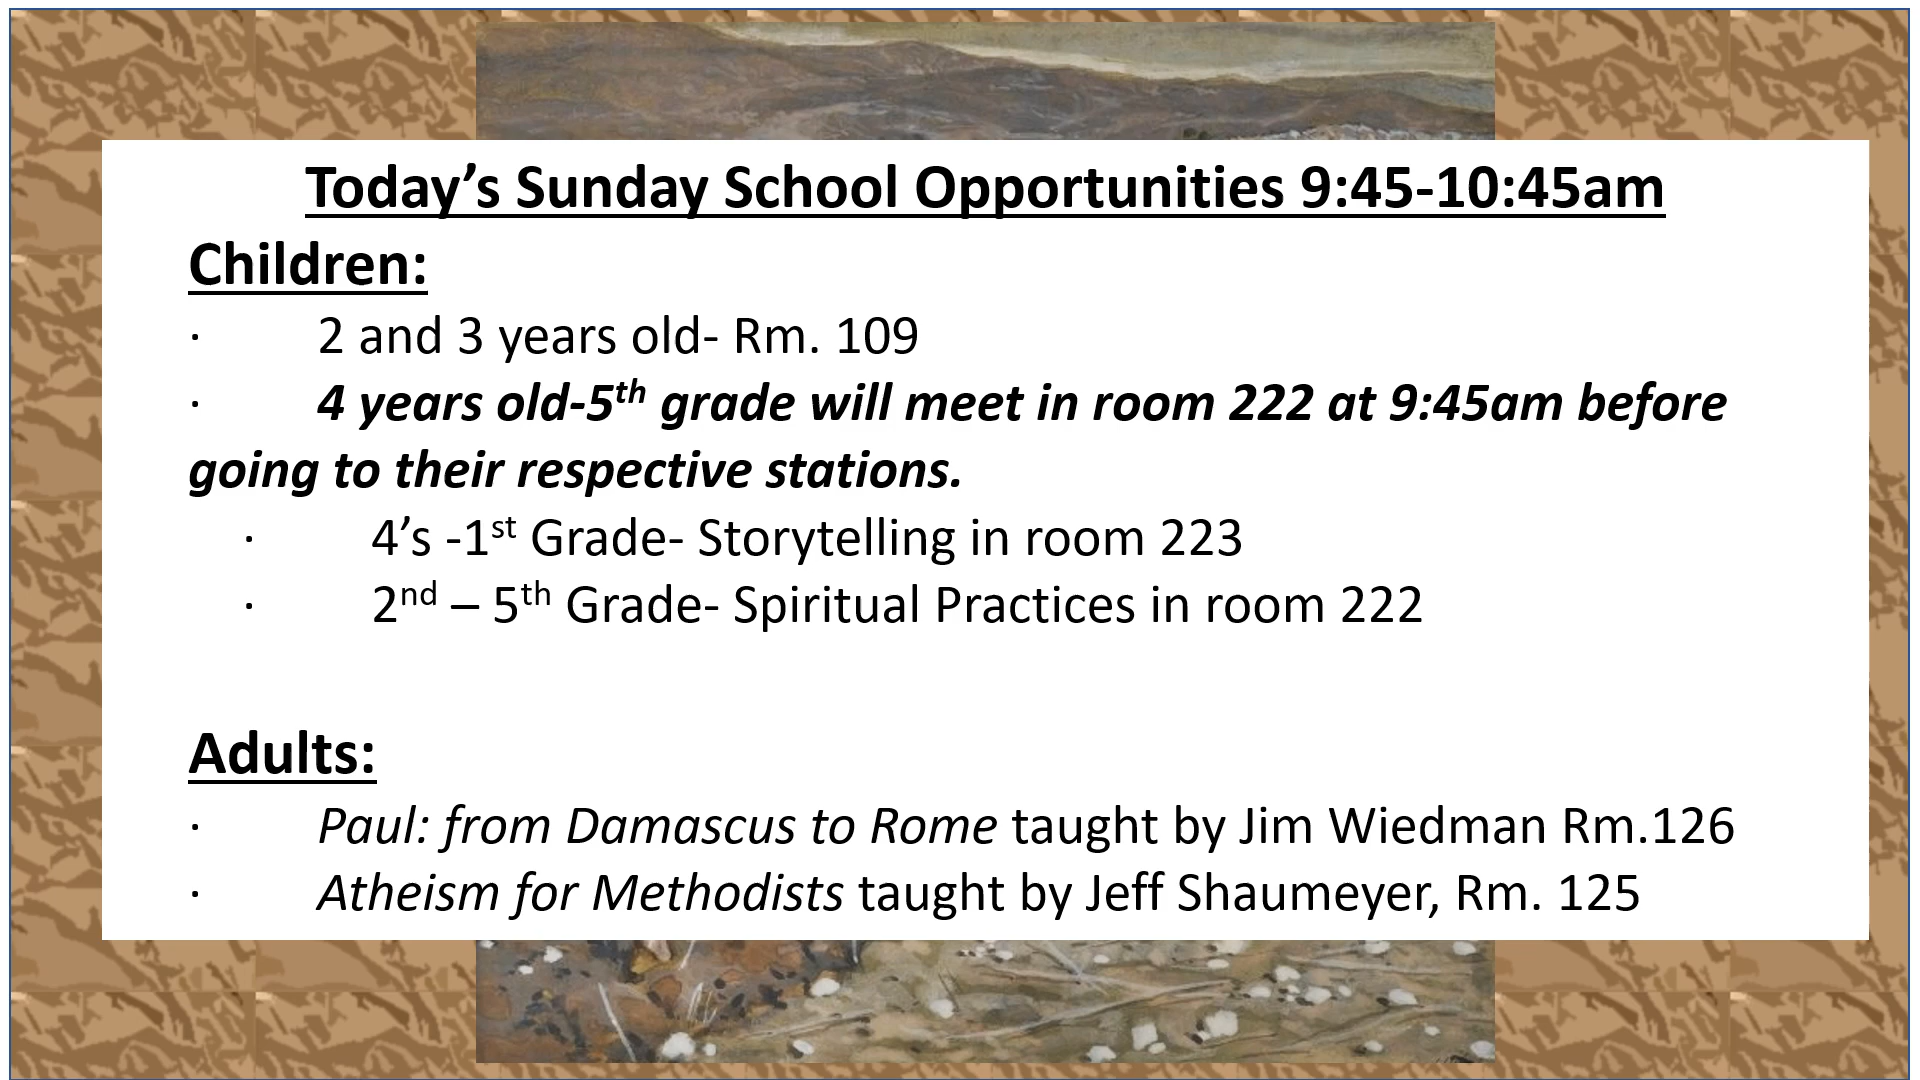 Today’s Sunday School Opportunities 9:45-10:45am
Children:
· 2 and 3 years old- Rm. 109
· 4 years old-5th grade will meet in room 222 at 9:45am before
going to their respective stations.
· 4’s -1st Grade- Storytelling in room 223
· 2nd – 5th Grade- Spiritual Practices in room 222
Adults:
· Paul: from Damascus to Rome taught by Jim Wiedman Rm.126
· Atheism for Methodists taught by Jeff Shaumeyer, Rm. 125